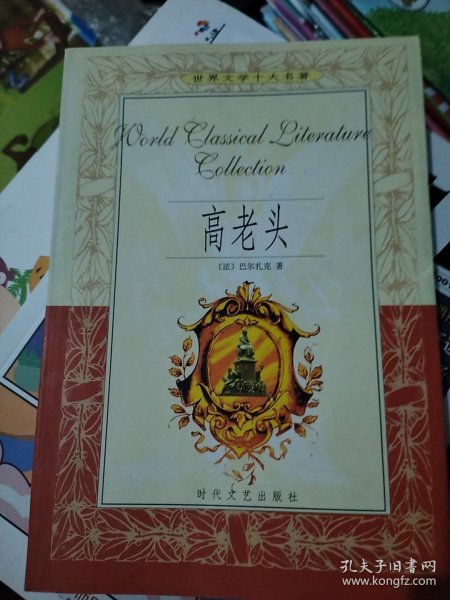 世界文学十大名著
World Classical Literature
Collection
高老头
（法）巴尔扎克 著
时代文艺出版社
孔夫子旧书网
www.kongfz.com